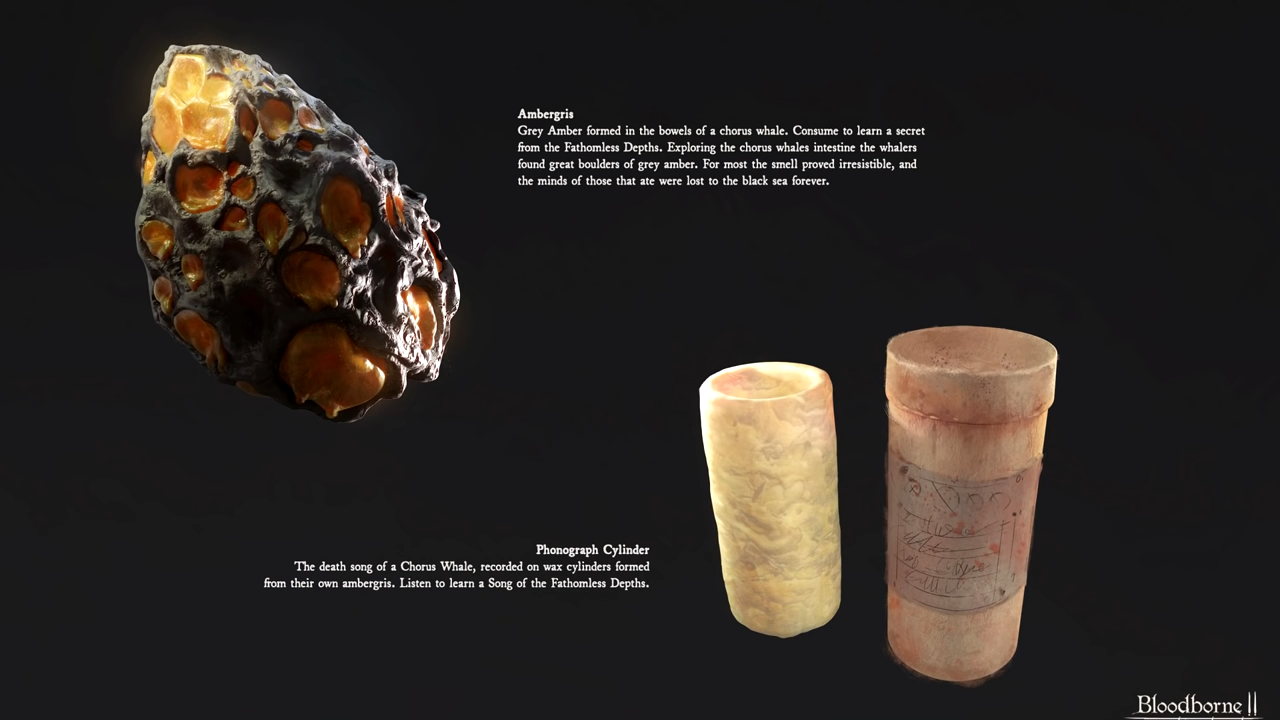 Ambergris
Grey Amber formed in the bowels of a chorus whale. Consume to learn a secret
from the Fathomless Depths. Exploring the chorus whales intestine the whalers
found great boulders of grey amber. For most the smell proved irresistible, and
the minds of those that ate were lost to the black sea forever.
Phonograph Cylinder
The death song of a Chorus Whale, recorded on wax cylinders formed
from their own ambergris. Listen to learn a Song of the Fathomless Depths.
Bloodborne II